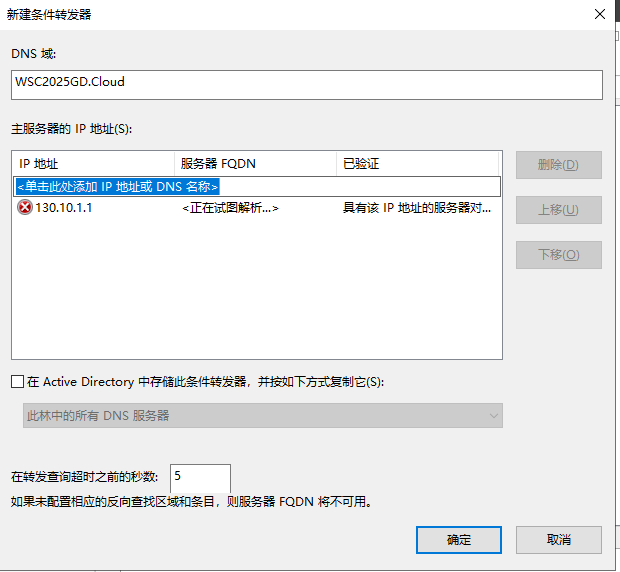 新建条件转发器
DNS 域:
WSC2025GD.Cloud
主服务器的 IP 地址(S):
IP 地址 服务器 FQDN 已验证
<单击此处添加 IP 地址或 DNS 名称>
130.10.1.1 <正在试图解析...> 具有该 IP 地址的服务器对...
删除(D)
上移(U)
下移(O)
在 Active Directory 中存储此条件转发器，并按如下方式复制它(S):
此林中的所有 DNS 服务器
在转发查询超时之前的秒数: 5
如果未配置相应的反向查找区域和条目，则服务器 FQDN 将不可用。
确定 取消